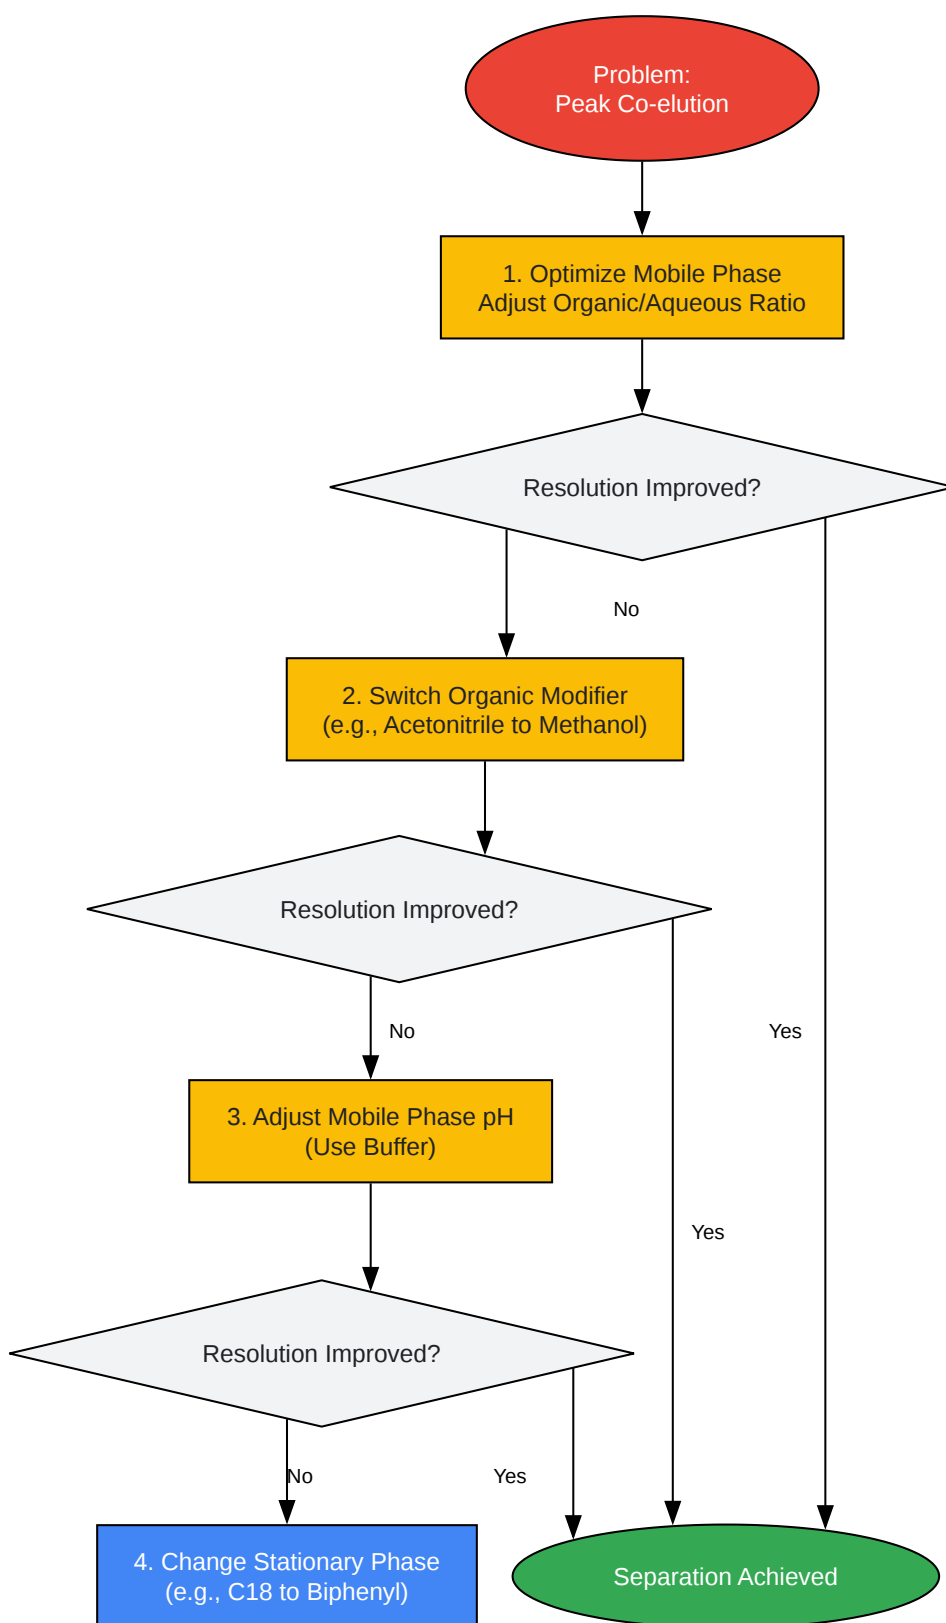 Problem:
Peak Co-elution
1. Optimize Mobile Phase
Adjust Organic/Aqueous Ratio
Resolution Improved?
No
2. Switch Organic Modifier
(e.g., Acetonitrile to Methanol)
Resolution Improved?
No
Yes
3. Adjust Mobile Phase pH
(Use Buffer)
Yes
Resolution Improved?
No
Yes
4. Change Stationary Phase
(e.g., C18 to Biphenyl)
Separation Achieved